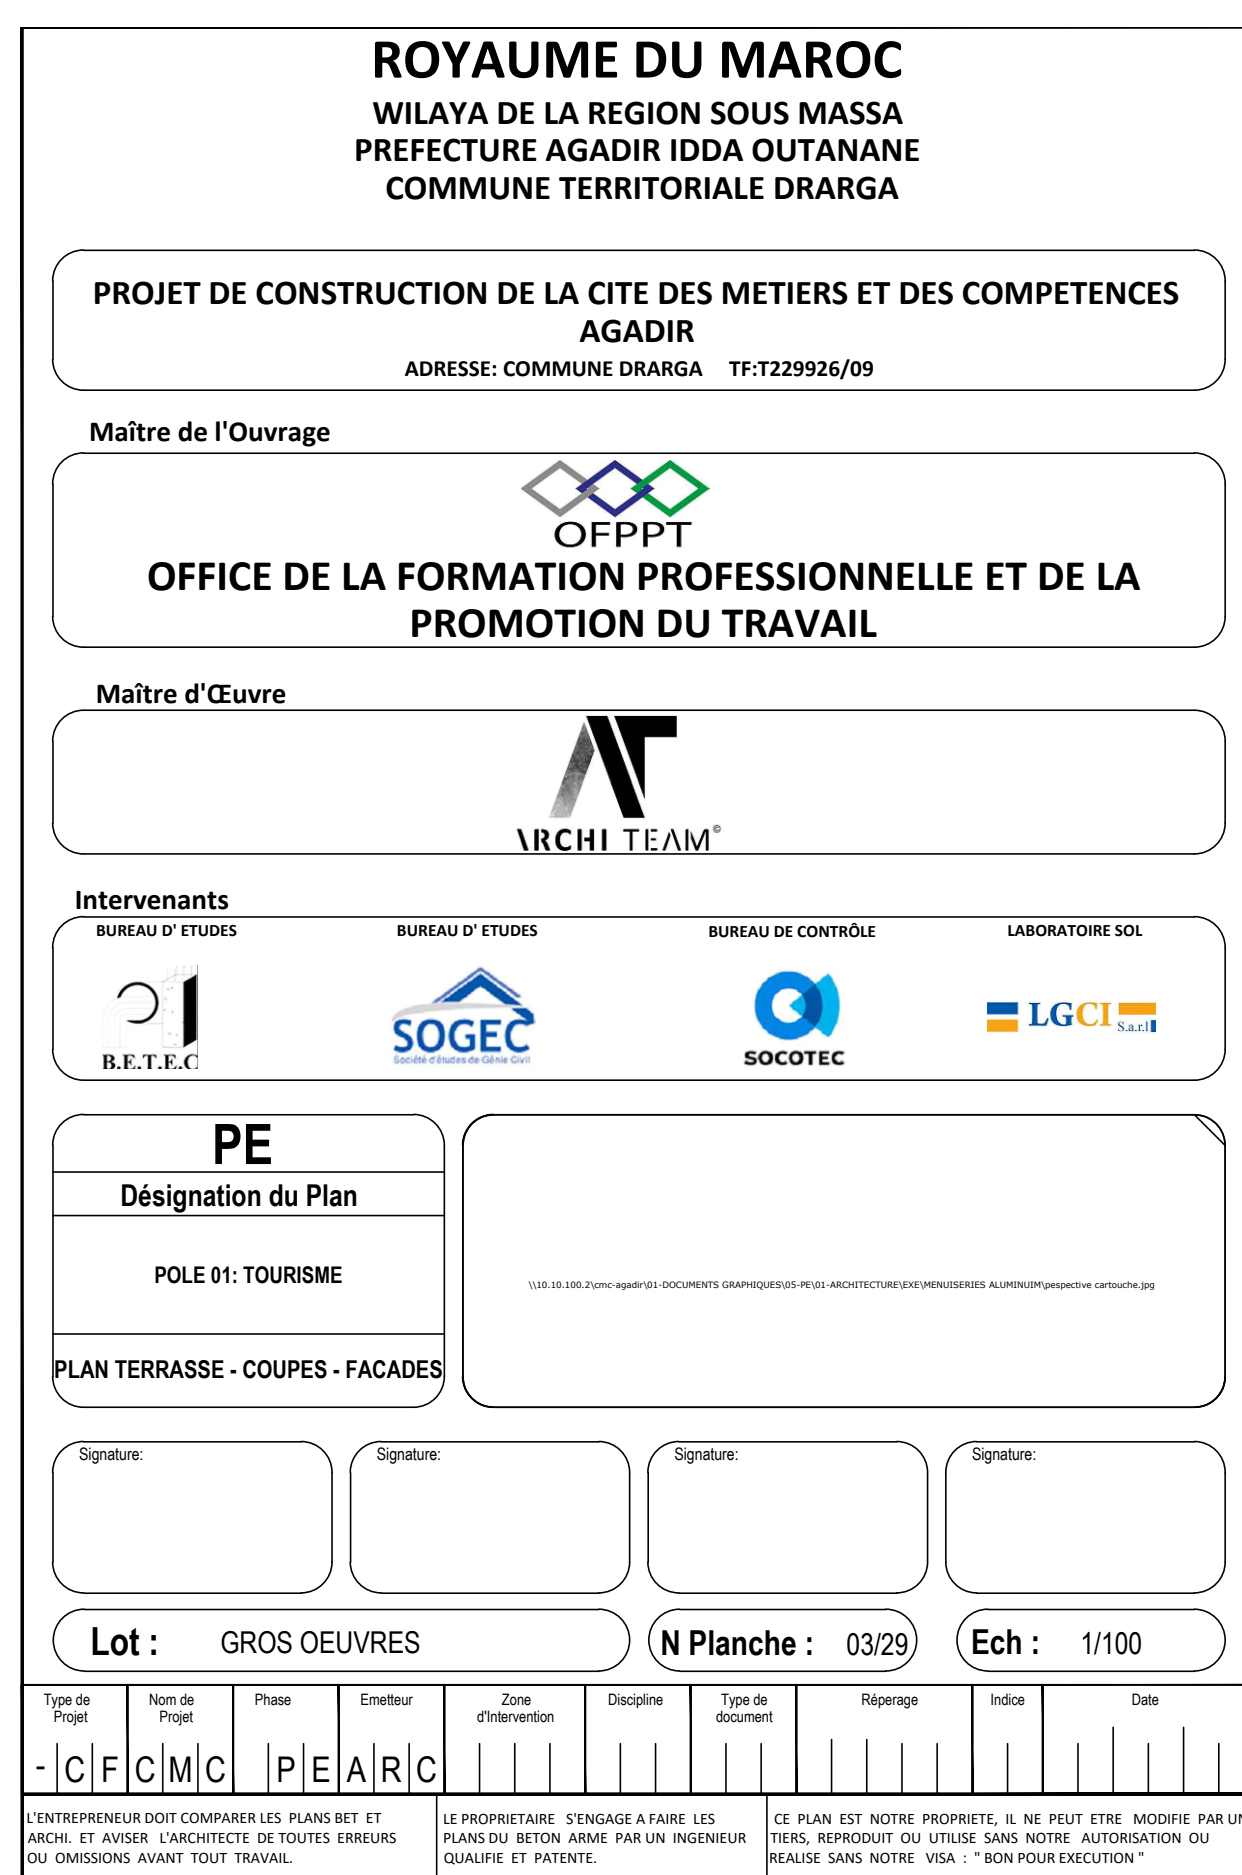 ROYAUME DU MAROC
WILAYA DE LA REGION SOUS MASSA
PREFECTURE AGADIR IDDA OUTANANE
COMMUNE TERRITORIALE DRARGA
PROJET DE CONSTRUCTION DE LA CITE DES METIERS ET DES COMPETENCES
AGADIR
ADRESSE: COMMUNE DRARGA TF:T229926/09
Maître de l'Ouvrage
OFPPT
OFFICE DE LA FORMATION PROFESSIONNELLE ET DE LA
PROMOTION DU TRAVAIL
Maître d'Œuvre
ARCHI TEAM©
Intervenants
BUREAU D' ETUDES
B.E.T.E.C
BUREAU D' ETUDES
SOGEC
Société d'études de Génie Civil
BUREAU DE CONTRÔLE
SOCOTEC
LABORATOIRE SOL
LGCI S.a.r.l
PE
Désignation du Plan
POLE 01: TOURISME
PLAN TERRASSE - COUPES - FACADES
\\10.10.100.2\cmc-agadir\01-DOCUMENTS GRAPHIQUES\05-PE\01-ARCHITECTURE\EXE\MENUISERIES ALUMINUIM\pespective cartouche.jpg
Signature:
Signature:
Signature:
Signature:
Lot : GROS OEUVRES
N Planche : 03/29
Ech : 1/100
Type de
Projet
- C F
Nom de
Projet
C M C
Phase
P E
Emetteur
A R C
Zone
d'Intervention
Discipline
Type de
document
Réperage
Indice
Date
L'ENTREPRENEUR DOIT COMPARER LES PLANS BET ET
ARCHI. ET AVISER L'ARCHITECTE DE TOUTES ERREURS
OU OMISSIONS AVANT TOUT TRAVAIL.
LE PROPRIETAIRE S'ENGAGE A FAIRE LES
PLANS DU BETON ARME PAR UN INGENIEUR
QUALIFIE ET PATENTE.
CE PLAN EST NOTRE PROPRIETE, IL NE PEUT ETRE MODIFIE PAR UN
TIERS, REPRODUIT OU UTILISE SANS NOTRE AUTORISATION OU
REALISE SANS NOTRE VISA : " BON POUR EXECUTION "